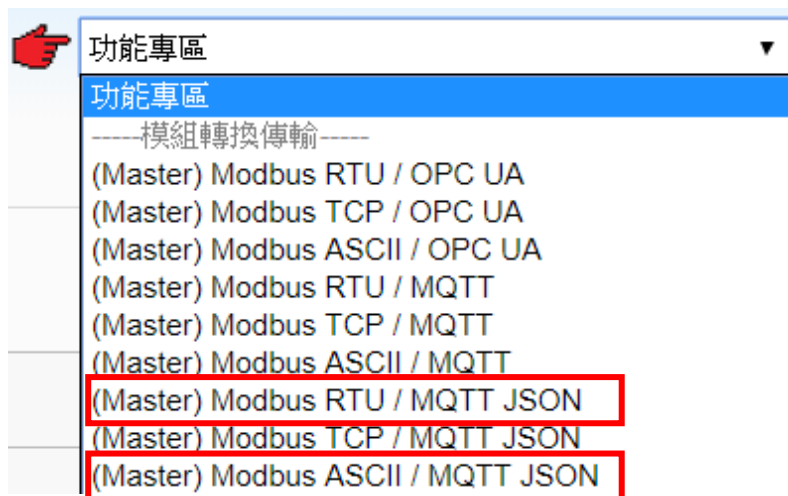 功能專區
功能專區
-----模組轉換傳輸-----
(Master) Modbus RTU / OPC UA
(Master) Modbus TCP / OPC UA
(Master) Modbus ASCII / OPC UA
(Master) Modbus RTU / MQTT
(Master) Modbus TCP / MQTT
(Master) Modbus ASCII / MQTT
(Master) Modbus RTU / MQTT JSON
(Master) Modbus TCP / MQTT JSON
(Master) Modbus ASCII / MQTT JSON